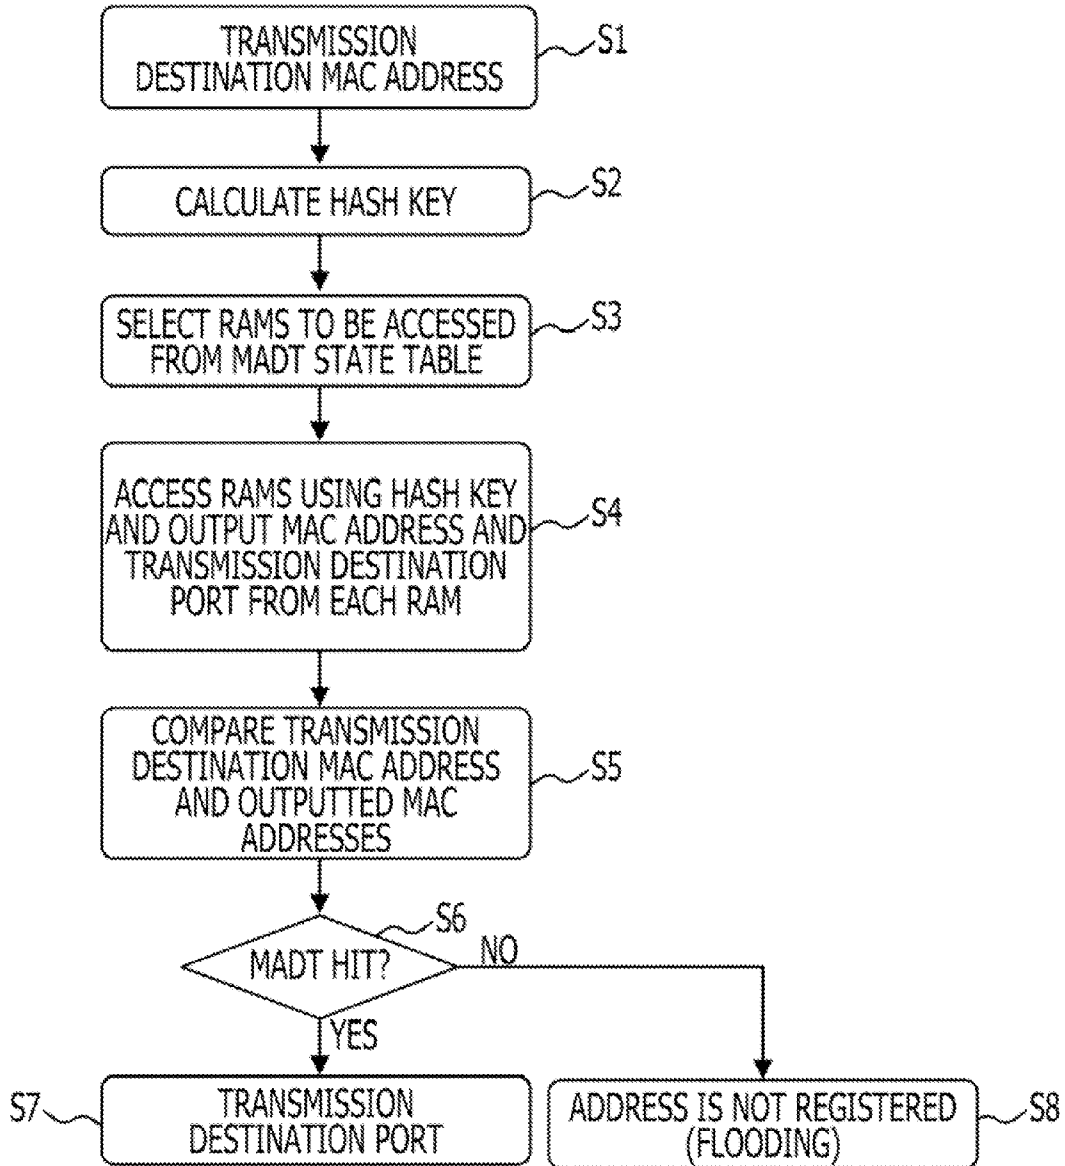 TRANSMISSION
DESTINATION MAC ADDRESS
S1
CALCULATE HASH KEY
S2
SELECT RAMS TO BE ACCESSED
FROM MADT STATE TABLE
S3
ACCESS RAMS USING HASH KEY
AND OUTPUT MAC ADDRESS AND
TRANSMISSION DESTINATION
PORT FROM EACH RAM
S4
COMPARE TRANSMISSION
DESTINATION MAC ADDRESS
AND OUTPUTTED MAC
ADDRESSES
S5
MADT HIT?
S6
NO
YES
S7
TRANSMISSION
DESTINATION PORT
ADDRESS IS NOT REGISTERED
(FLOODING)
S8